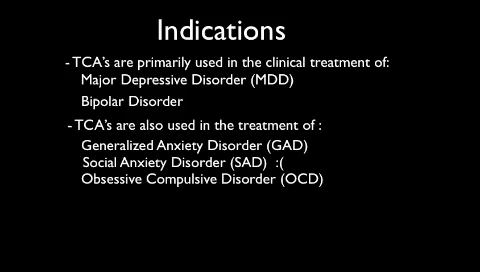 Indications
- TCA's are primarily used in the clinical treatment of:
Major Depressive Disorder (MDD)
Bipolar Disorder
- TCA's are also used in the treatment of :
Generalized Anxiety Disorder (GAD)
Social Anxiety Disorder (SAD) :(
Obsessive Compulsive Disorder (OCD)